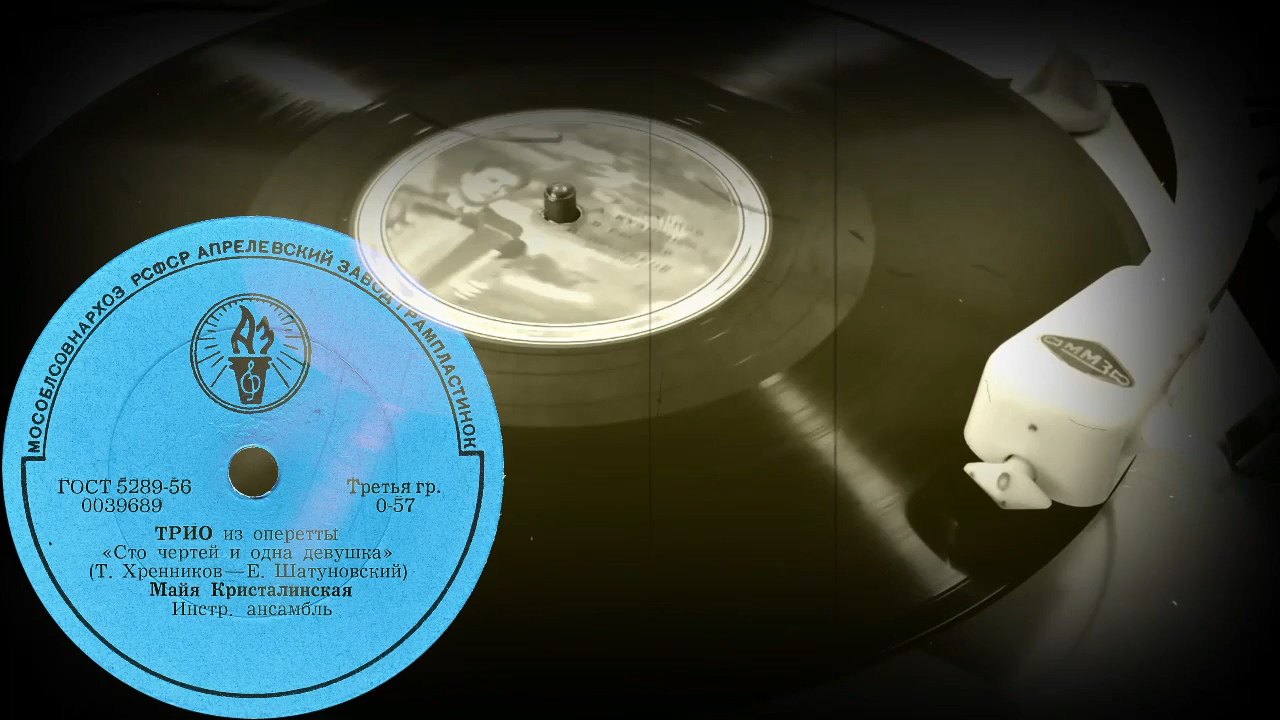 МОСОБЛСОВНАРХОЗ РСФСР АПРЕЛЕВСКИЙ ЗАВОД ГРАМПЛАСТИНОК
АЗ
ГОСТ 5289-56
0039689
Третья гр.
0-57
ТРИО из оперетты
«Сто чертей и одна девушка»
(Т. Хренников—Е. Шатуновский)
Майя Кристалинская
Инстр. ансамбль